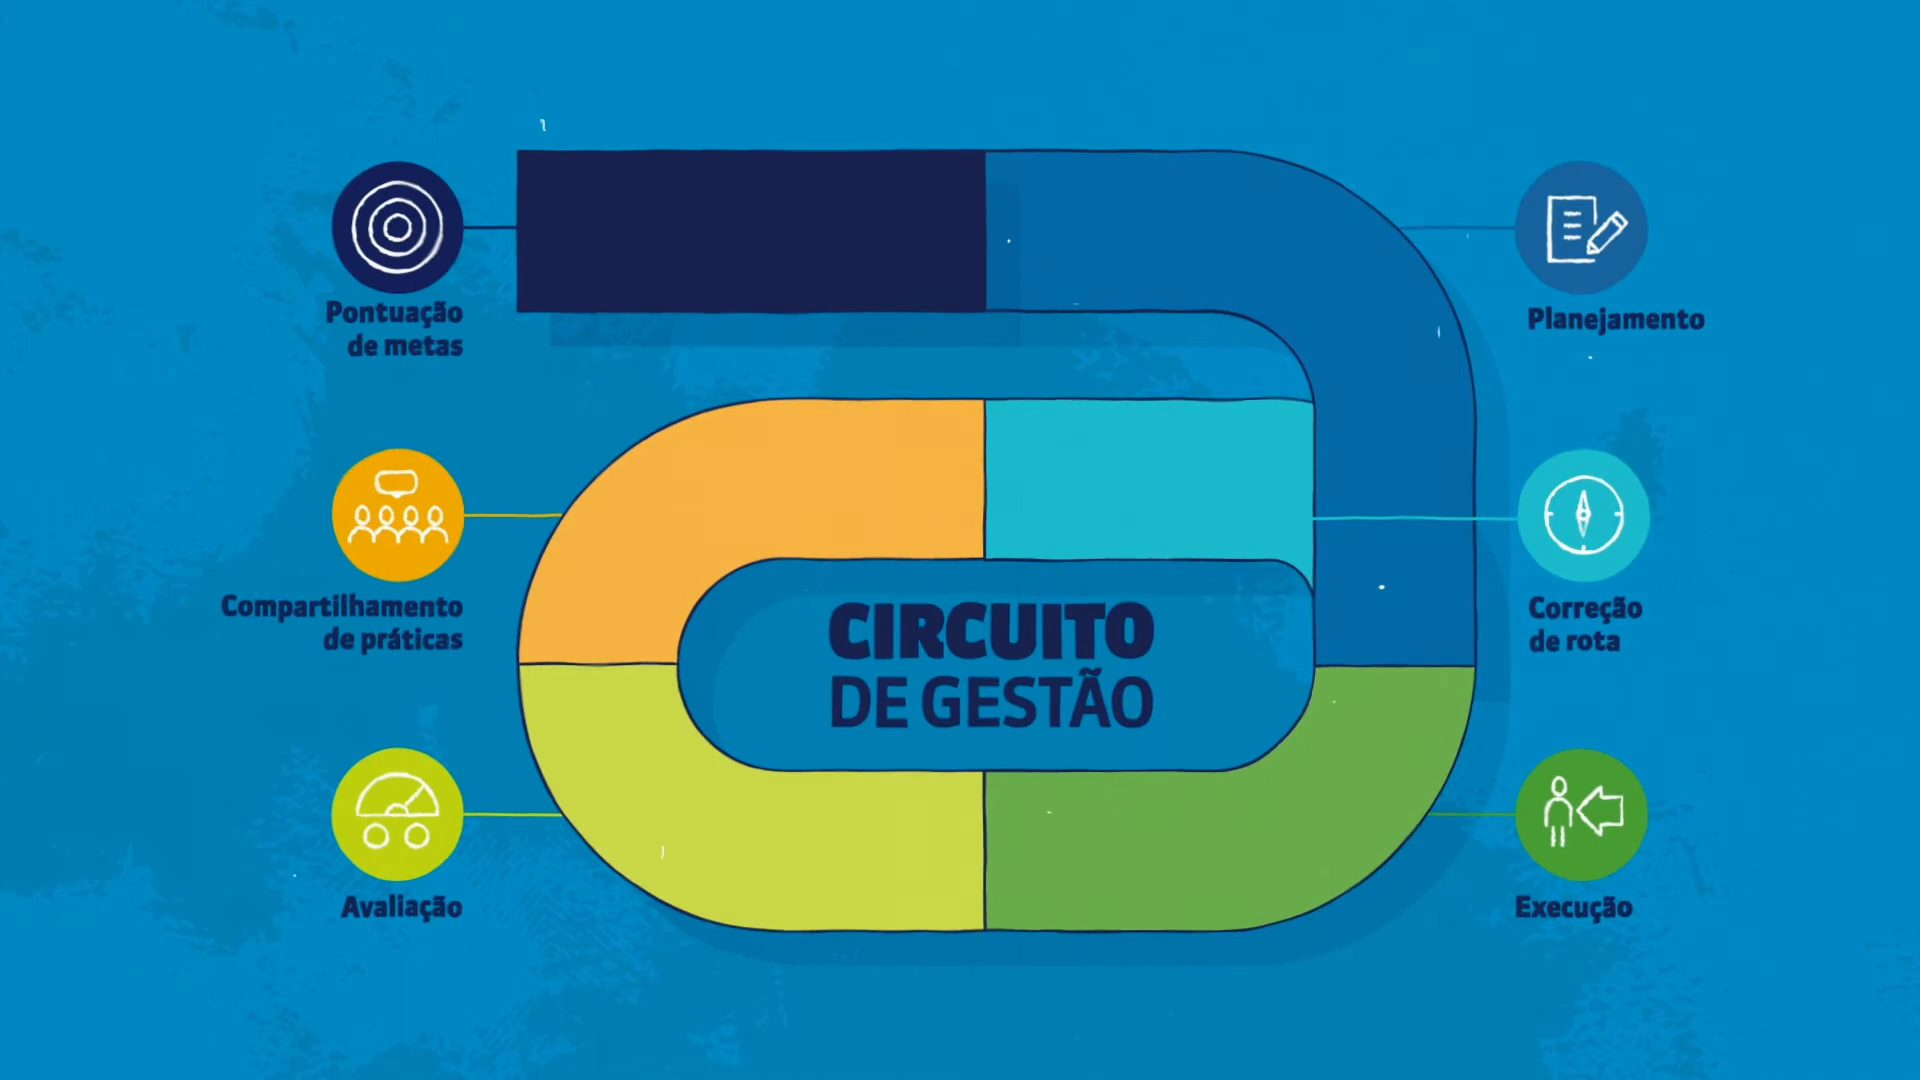 Pontuação
de metas
Planejamento
Compartilhamento
de práticas
Correção
de rota
CIRCUITO
DE GESTÃO
Avaliação
Execução